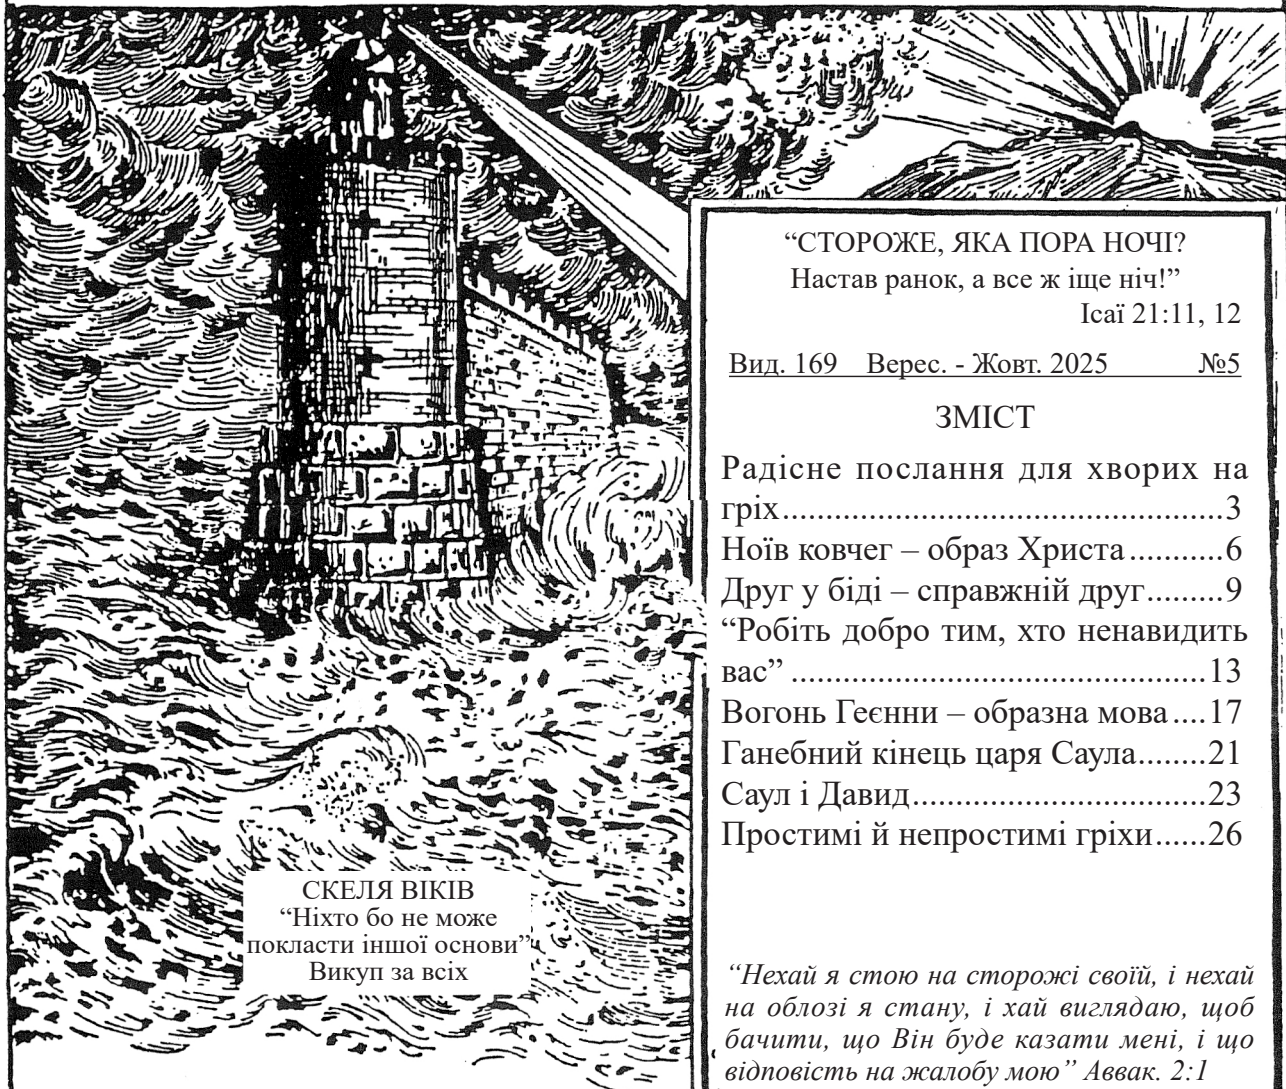 “СТОРОЖЕ, ЯКА ПОРА НОЧІ?
Настав ранок, а все ж іще ніч!”
Ісаї 21:11, 12
Вид. 169 Верес. - Жовт. 2025 №5
ЗМІСТ
Радісне послання для хворих на
гріх...................................................3
Ноїв ковчег – образ Христа...........6
Друг у біді – справжній друг.........9
“Робіть добро тим, хто ненавидить
вас”................................................13
Вогонь Геєнни – образна мова....17
Ганебний кінець царя Саула........21
Саул і Давид..................................23
Простимі й непростимі гріхи......26
СКЕЛЯ ВІКІВ
“Ніхто бо не може
покласти іншої основи”
Викуп за всіх
“Нехай я стою на сторожі своїй, і нехай
на облозі я стану, і хай виглядаю, щоб
бачити, що Він буде казати мені, і що
відповість на жалобу мою” Аввак. 2:1